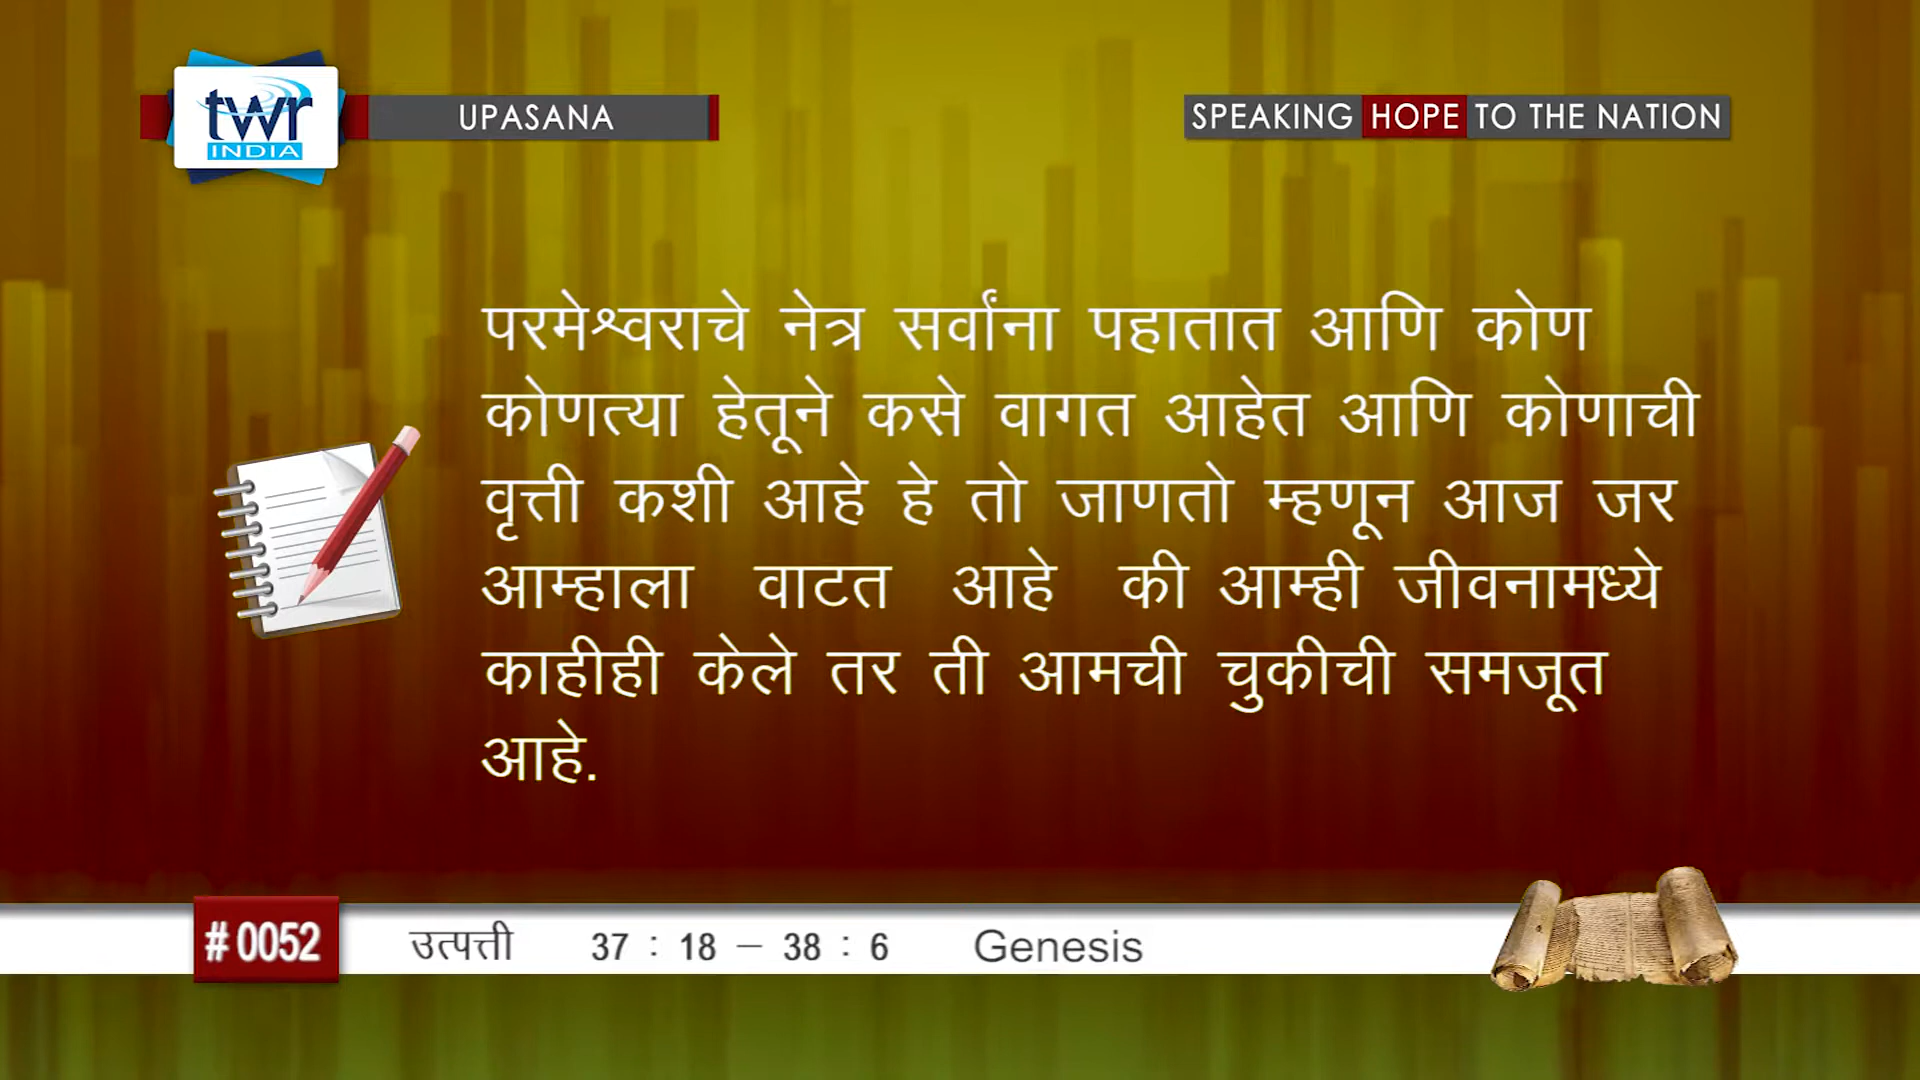 twr
INDIA
UPASANA
SPEAKING HOPE TO THE NATION
परमेश्वराचे नेत्र सर्वांना पहातात आणि कोण
कोणत्या हेतूने कसे वागत आहेत आणि कोणाची
वृत्ती कशी आहे हे तो जाणतो म्हणून आज जर
आम्हाला वाटत आहे की आम्ही जीवनामध्ये
काहीही केले तर ती आमची चुकीची समजूत
आहे.
#0052 उत्पत्ती 37 : 18 – 38 : 6 Genesis